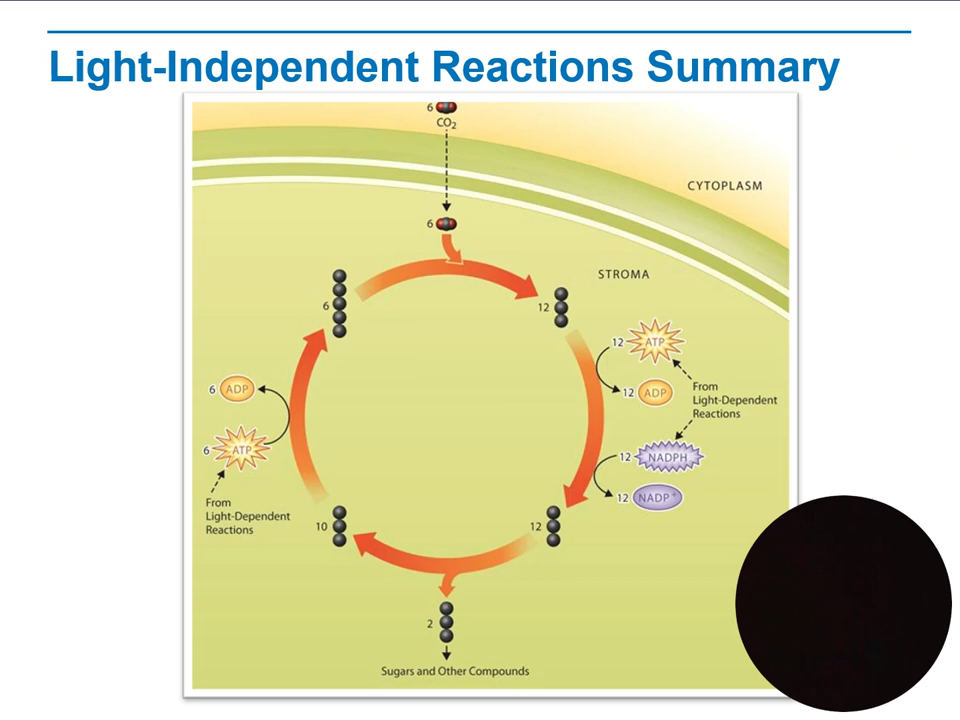 Light-Independent Reactions Summary
6
CO₂
CYTOPLASM
6
STROMA
6
12
12 ATP
12 ADP
From
Light-Dependent
Reactions
6 ADP
6 ATP
12 NADPH
12 NADP⁺
From
Light-Dependent
Reactions
10
12
2
Sugars and Other Compounds